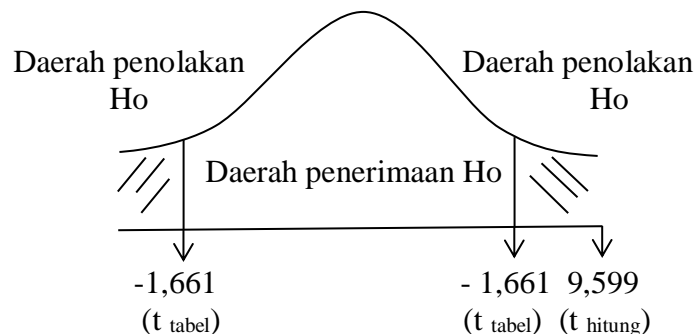 Daerah penolakan
Ho
Daerah penolakan
Ho
Daerah penerimaan Ho
-1,661
(t tabel)
- 1,661
(t tabel)
9,599
(t hitung)